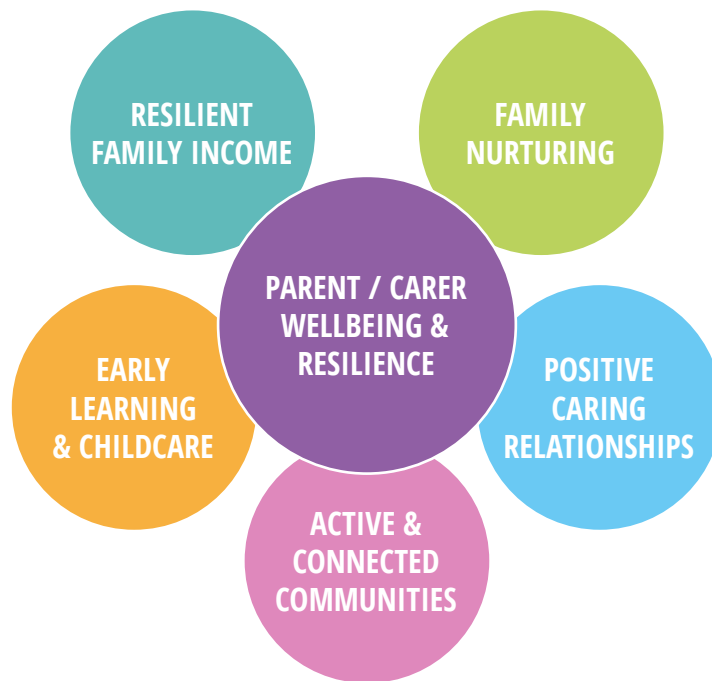 RESILIENT
FAMILY INCOME
FAMILY
NURTURING
PARENT / CARER
WELLBEING &
RESILIENCE
EARLY
LEARNING
& CHILDCARE
POSITIVE
CARING
RELATIONSHIPS
ACTIVE &
CONNECTED
COMMUNITIES